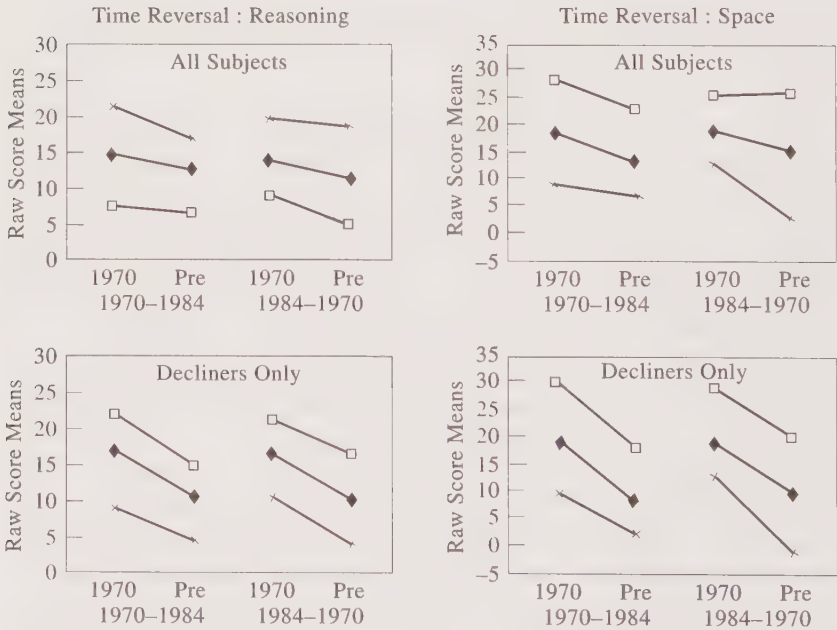 Time Reversal : Reasoning
30
25
20
15
10
5
0
Raw Score Means
All Subjects
1970 Pre 1970 Pre
1970–1984 1984–1970
Time Reversal : Space
35
30
25
20
15
10
5
0
–5
Raw Score Means
All Subjects
1970 Pre 1970 Pre
1970–1984 1984–1970
30
25
20
15
10
5
0
Raw Score Means
Decliners Only
1970 Pre 1970 Pre
1970–1984 1984–1970
35
30
25
20
15
10
5
0
–5
Raw Score Means
Decliners Only
1970 Pre 1970 Pre
1970–1984 1984–1970